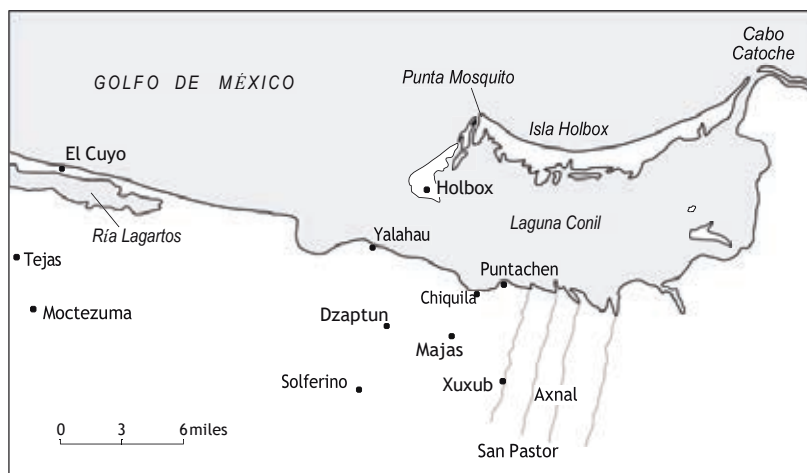 Cabo
Catoche
GOLFO DE MÉXICO
Punta Mosquito
Isla Holbox
El Cuyo
Holbox
Laguna Conil
Ría Lagartos
Yalahau
Tejas
Puntachen
Chiquila
Moctezuma
Dzaptun
Majas
Solferino
Xuxub
Axnal
0 3 6 miles
San Pastor